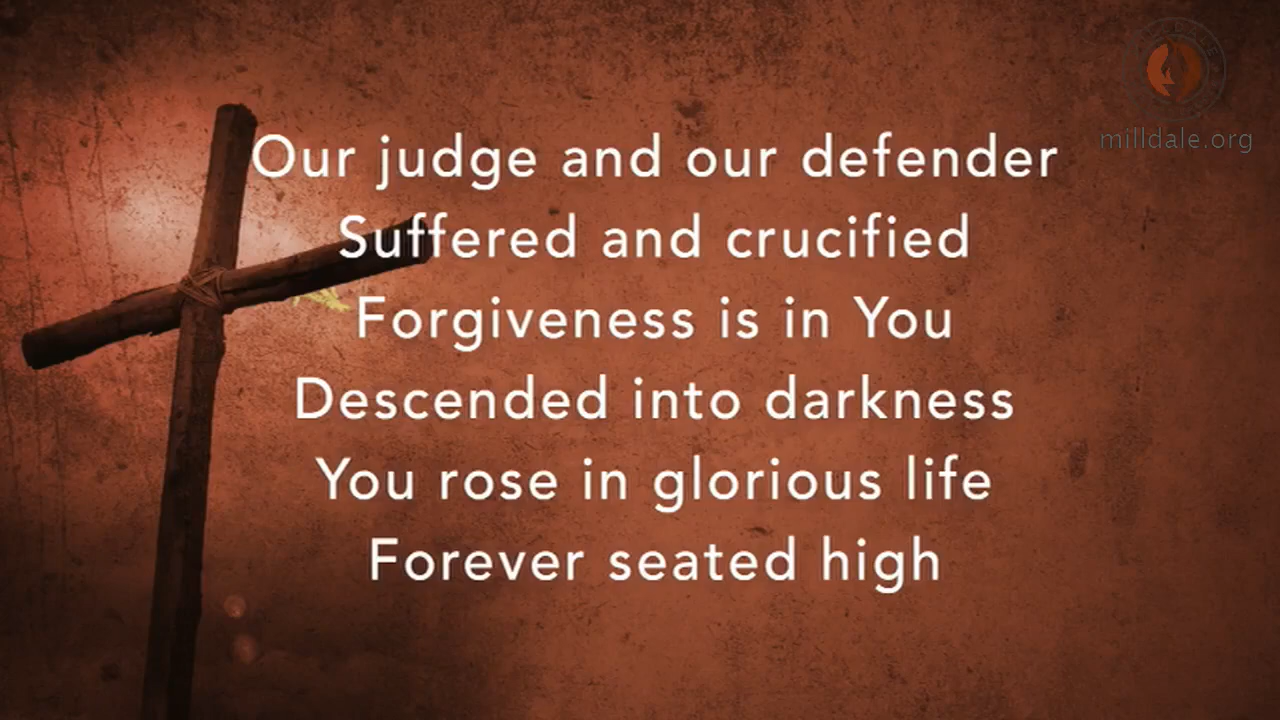 Our judge and our defender
Suffered and crucified
Forgiveness is in You
Descended into darkness
You rose in glorious life
Forever seated high
milldale.org